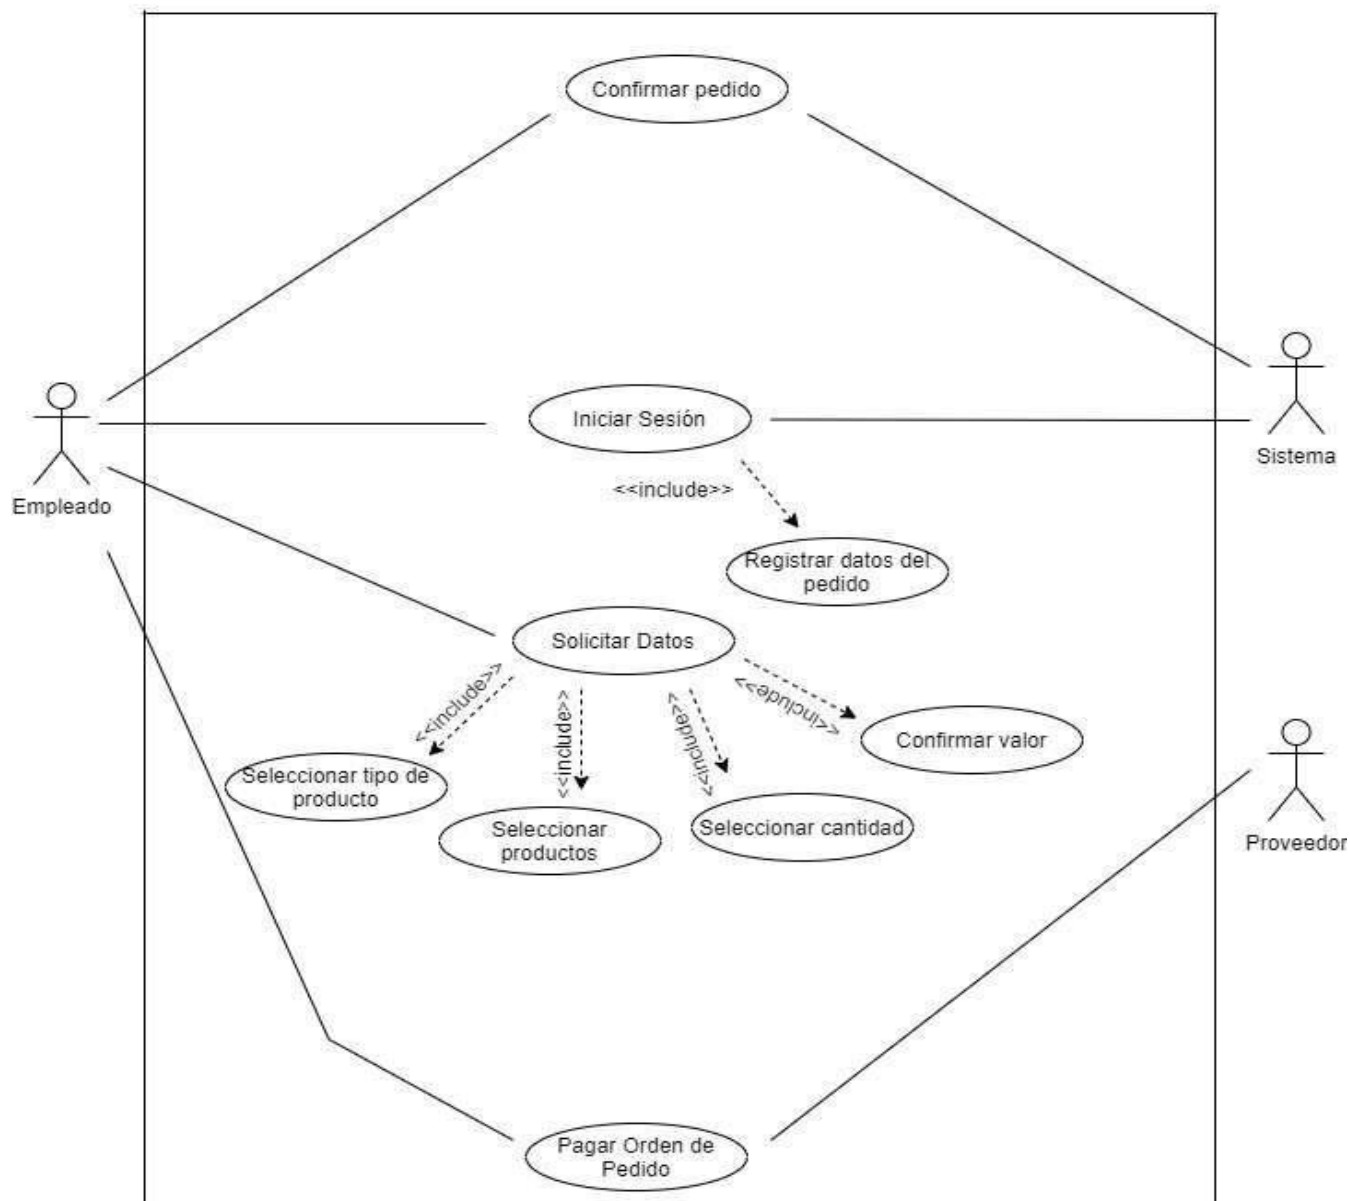 Confirmar pedido
Iniciar Sesión
Sistema
Empleado
<<include>>
Registrar datos del
pedido
Solicitar Datos
<<include>>
<<include>>
<<include>>
<<include>>
Confirmar valor
Seleccionar tipo de
producto
Seleccionar
productos
Seleccionar cantidad
Proveedor
Pagar Orden de
Pedido